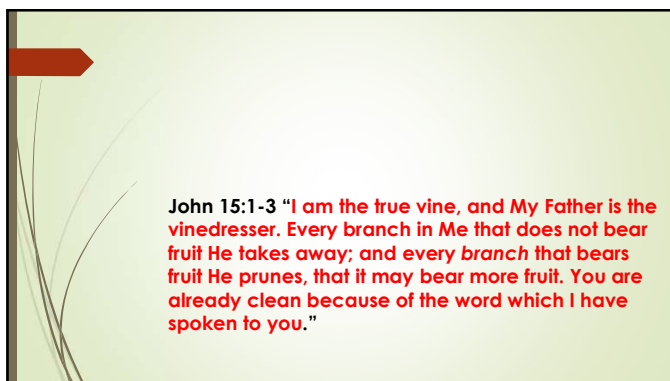 John 15:1-3 “I am the true vine, and My Father is the
vinedresser. Every branch in Me that does not bear
fruit He takes away; and every branch that bears
fruit He prunes, that it may bear more fruit. You are
already clean because of the word which I have
spoken to you.”